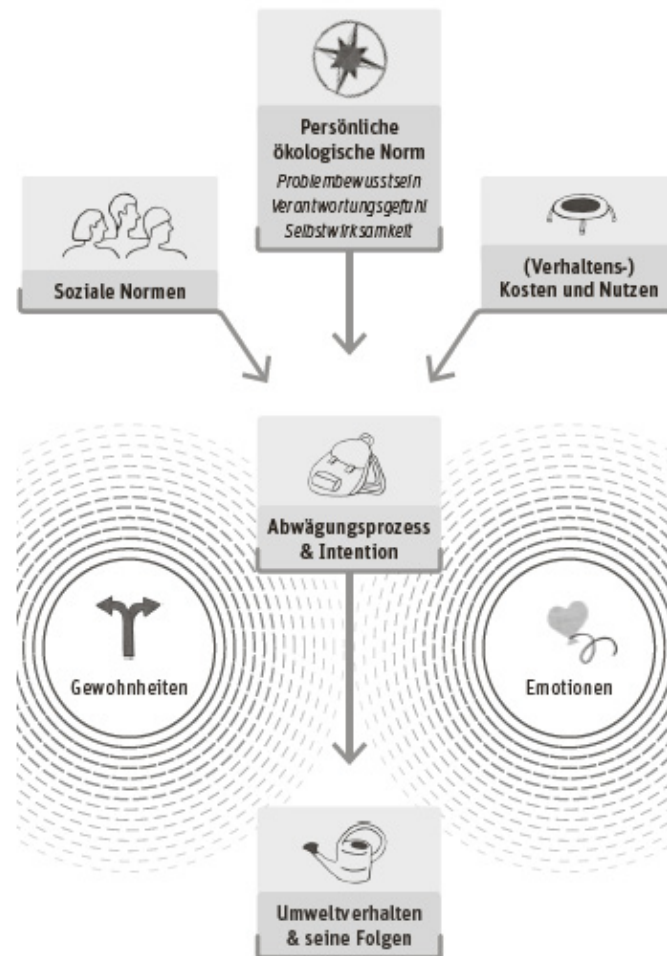 Persönliche
ökologische Norm
Problembewusstsein
Verantwortungsgefühl
Selbstwirksamkeit
Soziale Normen
(Verhaltens-)
Kosten und Nutzen
Abwägungsprozess
& Intention
Gewohnheiten
Emotionen
Umweltverhalten
& seine Folgen